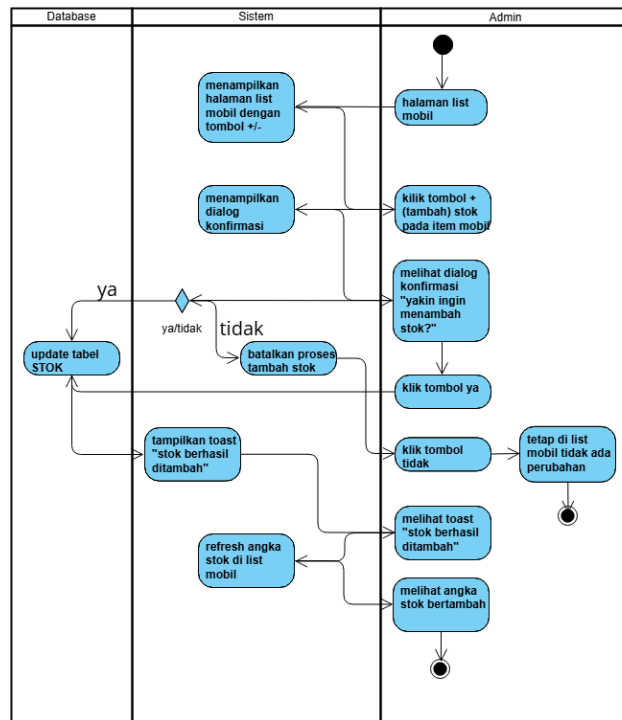 Database
Sistem
Admin
menampilkan
halaman list
mobil dengan
tombol +/-
halaman list
mobil
menampilkan
dialog
konfirmasi
kilik tombol +
(tambah) stok
pada item mobil
melihat dialog
konfirmasi
"yakin ingin
menambah
stok?"
ya
ya/tidak
tidak
update tabel
STOK
batalkan proses
tambah stok
klik tombol ya
tampilkan toast
"stok berhasil
ditambah"
klik tombol
tidak
tetap di list
mobil tidak ada
perubahan
refresh angka
stok di list
mobil
melihat toast
"stok berhasil
ditambah"
melihat angka
stok bertambah